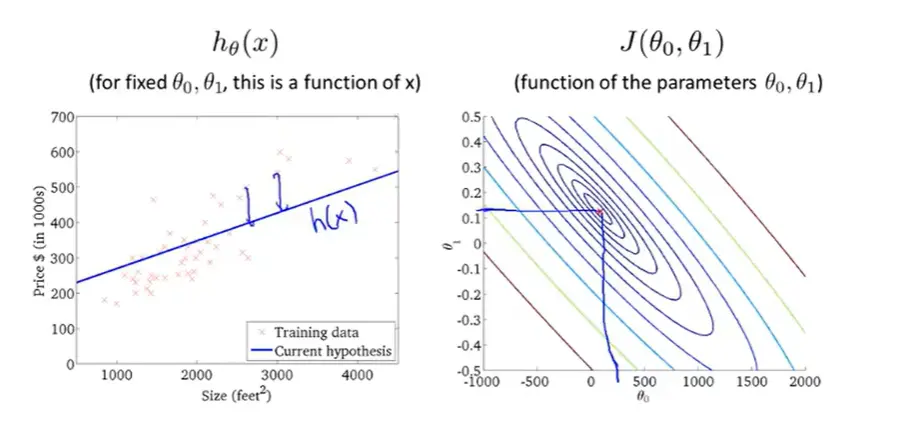 hθ(x)
(for fixed θ0, θ1, this is a function of x)
700
600
500
400
300
200
100
0
Price $ (in 1000s)
h(x)
Training data
Current hypothesis
1000 2000 3000 4000
Size (feet²)
J(θ0, θ1)
(function of the parameters θ0, θ1)
0.5
0.4
0.3
0.2
0.1
0
-0.1
-0.2
-0.3
-0.4
-0.5
θ1
-1000 -500 0 500 1000 1500 2000
θ0